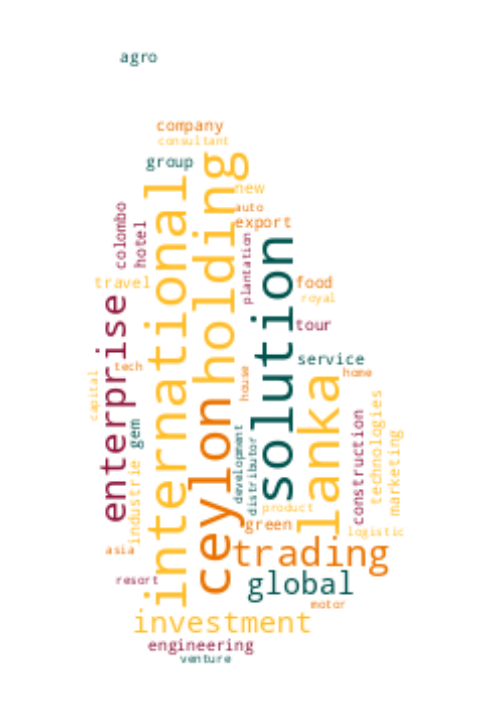 agro
company
consultant
group
holding
international
new
colombo
auto
export
hotel
plantation
solution
travel
food
royal
enterprise
tour
service
tech
house
home
capital
lanka
ceylon
technologies
construction
gem
development
marketing
distributor
industrie
product
green
logistic
trading
asia
global
resort
motor
investment
engineering
venture